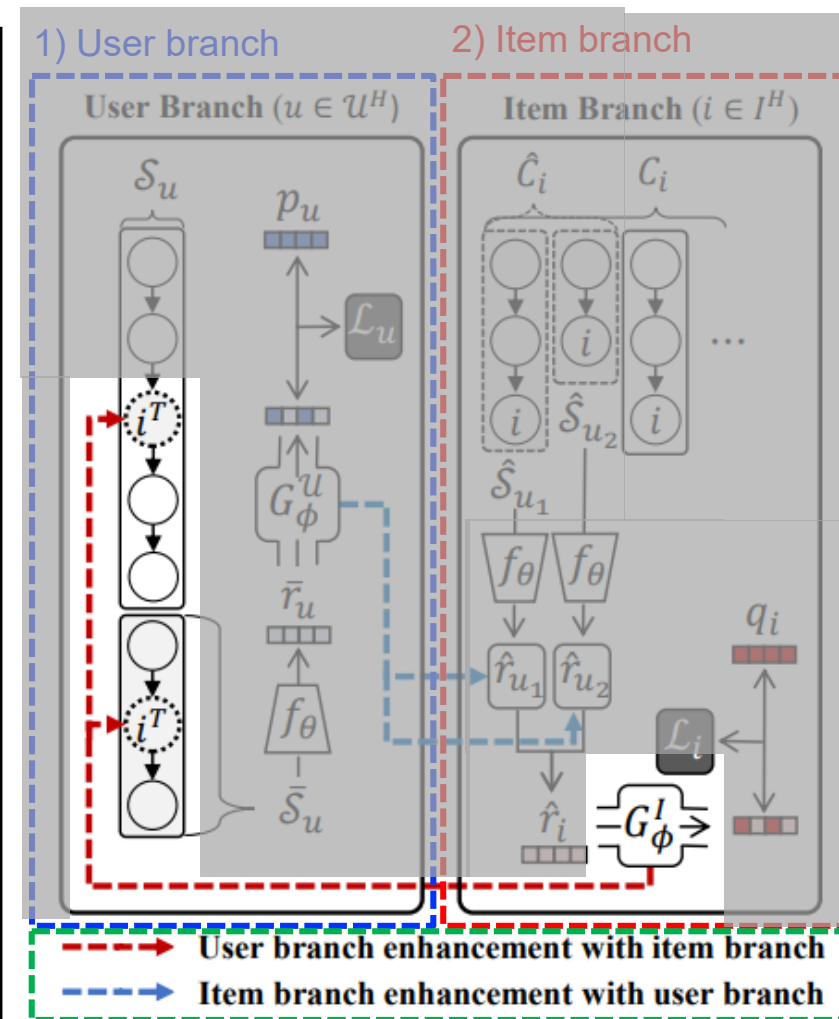 1) User branch
2) Item branch
User Branch (u ∈ 𝒰^H)
Item Branch (i ∈ I^H)
𝒮_u
p_u
ℒ_u
i^T
G_ϕ^𝒰
r̄_u
i^T
f_θ
𝒮̄_u
Ĉ_i
C_i
i
...
i
i
𝒮̂_{u_2}
𝒮̂_{u_1}
f_θ
f_θ
q_i
r̂_{u_1}
r̂_{u_2}
ℒ_i
r̂_i
G_ϕ^I
User branch enhancement with item branch
Item branch enhancement with user branch